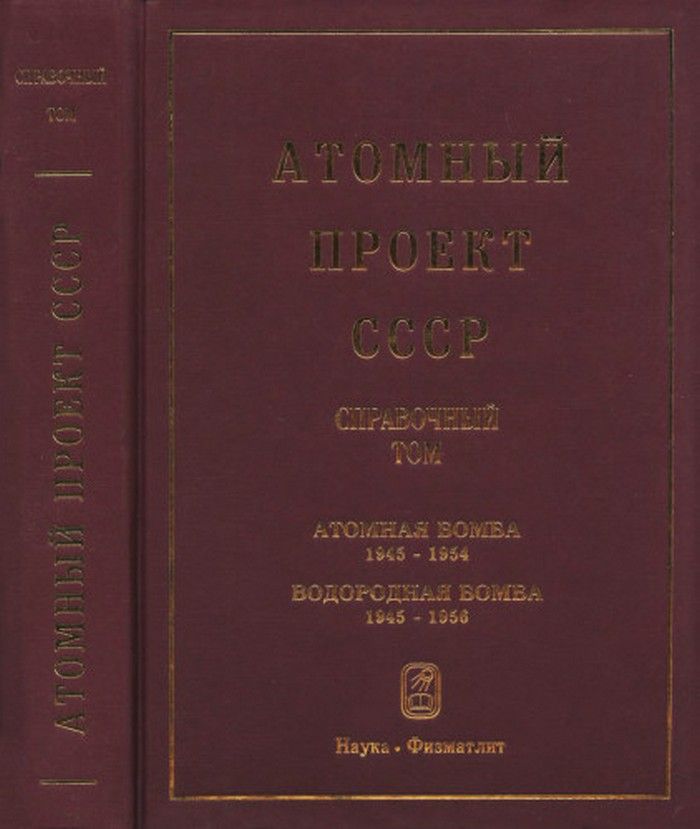 СПРАВОЧНЫЙ
ТОМ
АТОМНЫЙ ПРОЕКТ СССР
АТОМНЫЙ
ПРОЕКТ
СССР
СПРАВОЧНЫЙ
ТОМ
АТОМНАЯ БОМБА
1945 - 1954
ВОДОРОДНАЯ БОМБА
1945 - 1956
Наука • Физматлит